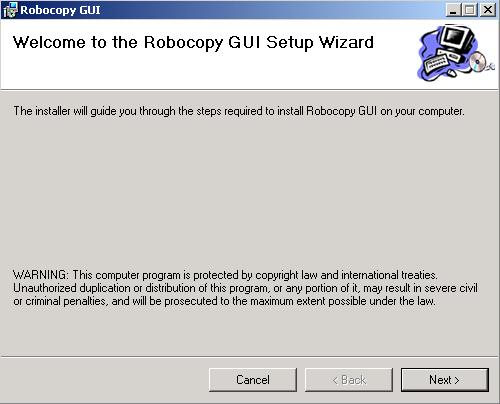 Robocopy GUI
Welcome to the Robocopy GUI Setup Wizard
The installer will guide you through the steps required to install Robocopy GUI on your computer.
WARNING: This computer program is protected by copyright law and international treaties.
Unauthorized duplication or distribution of this program, or any portion of it, may result in severe civil
or criminal penalties, and will be prosecuted to the maximum extent possible under the law.
Cancel
< Back
Next >